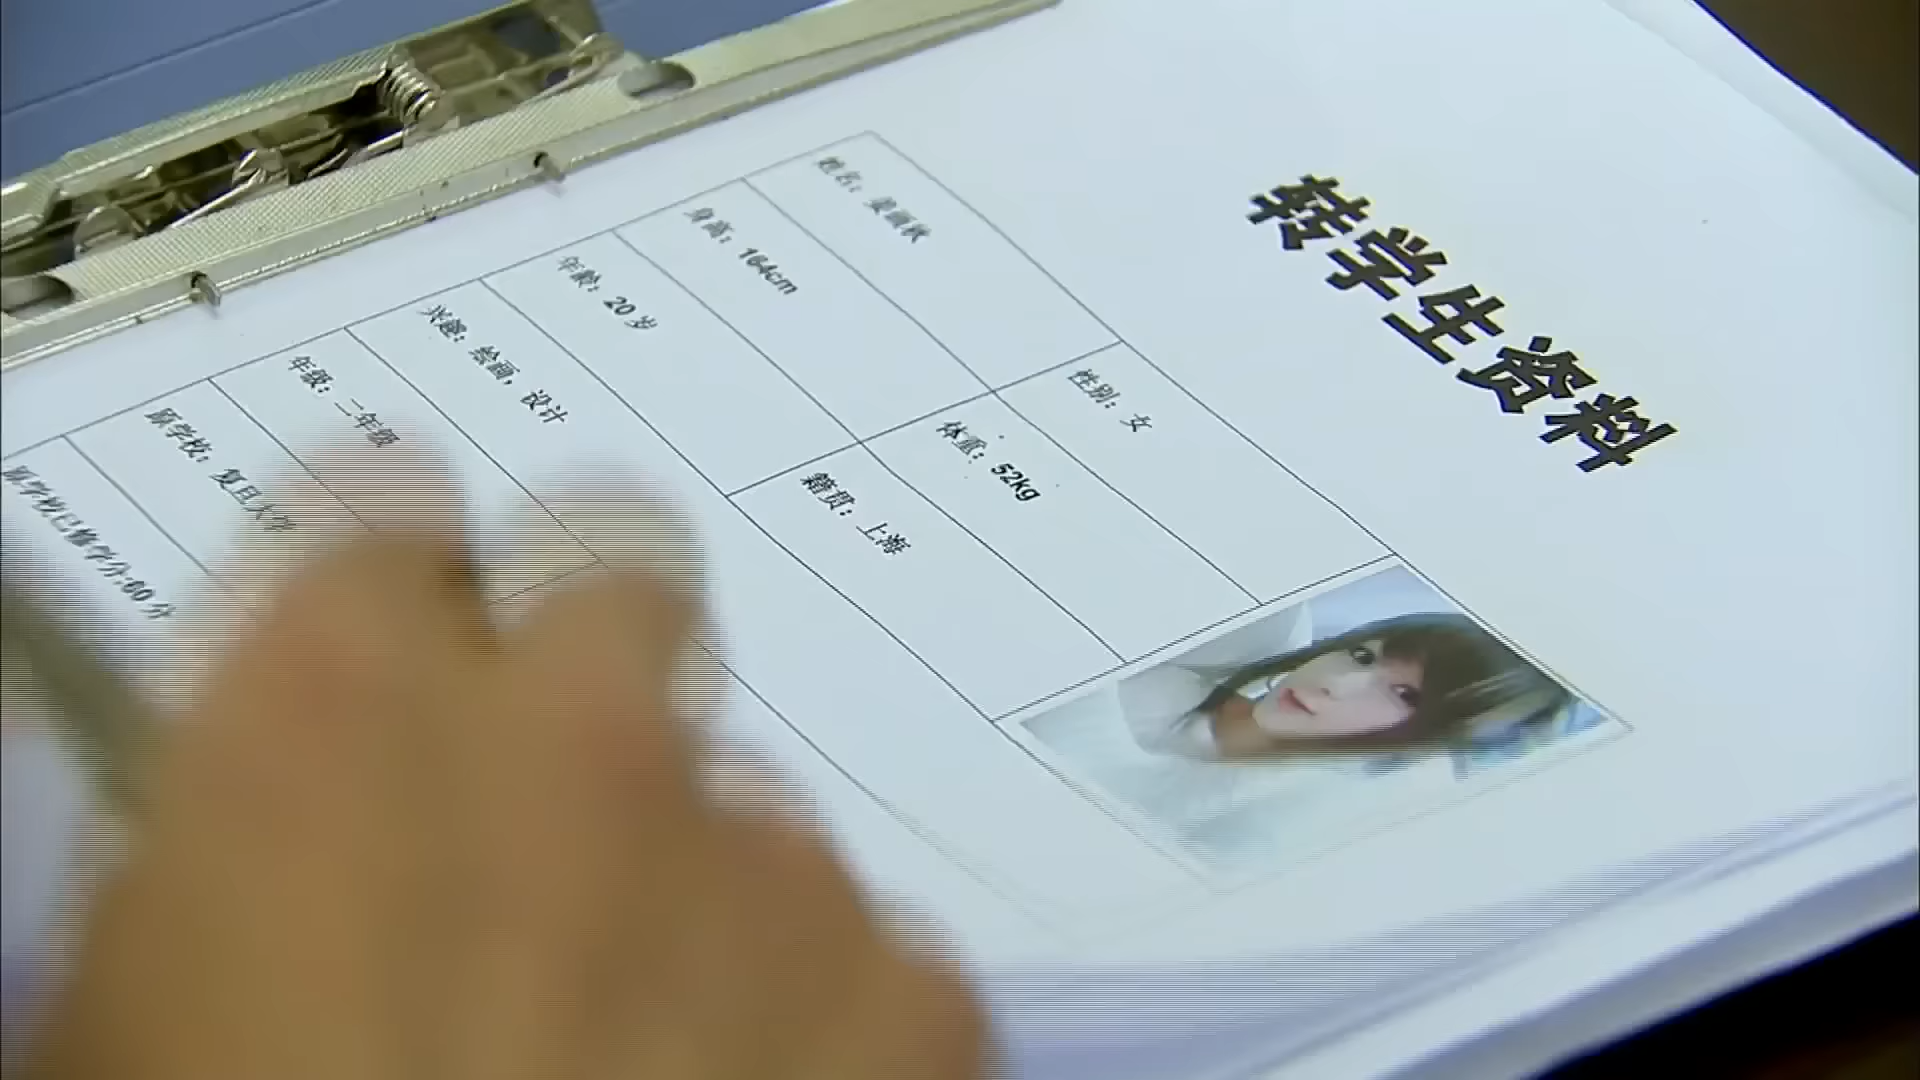 转学生资料
姓名：
性别：女
身高：164cm
体重：52kg
年龄：20岁
籍贯：上海
兴趣：绘画，设计
年级：二年级
原学校：复旦大学
原学校已修学分:60分